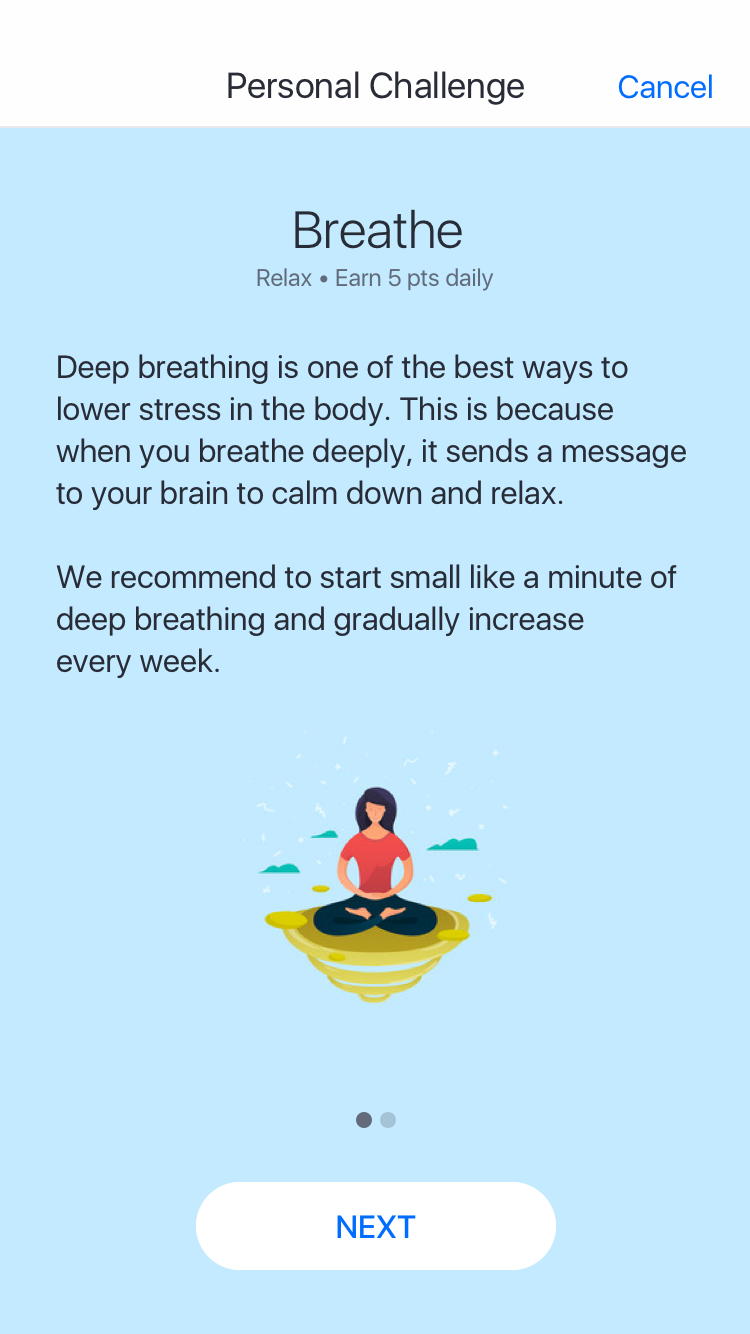 Personal Challenge
Cancel
Breathe
Relax • Earn 5 pts daily
Deep breathing is one of the best ways to
lower stress in the body. This is because
when you breathe deeply, it sends a message
to your brain to calm down and relax.
We recommend to start small like a minute of
deep breathing and gradually increase
every week.
NEXT